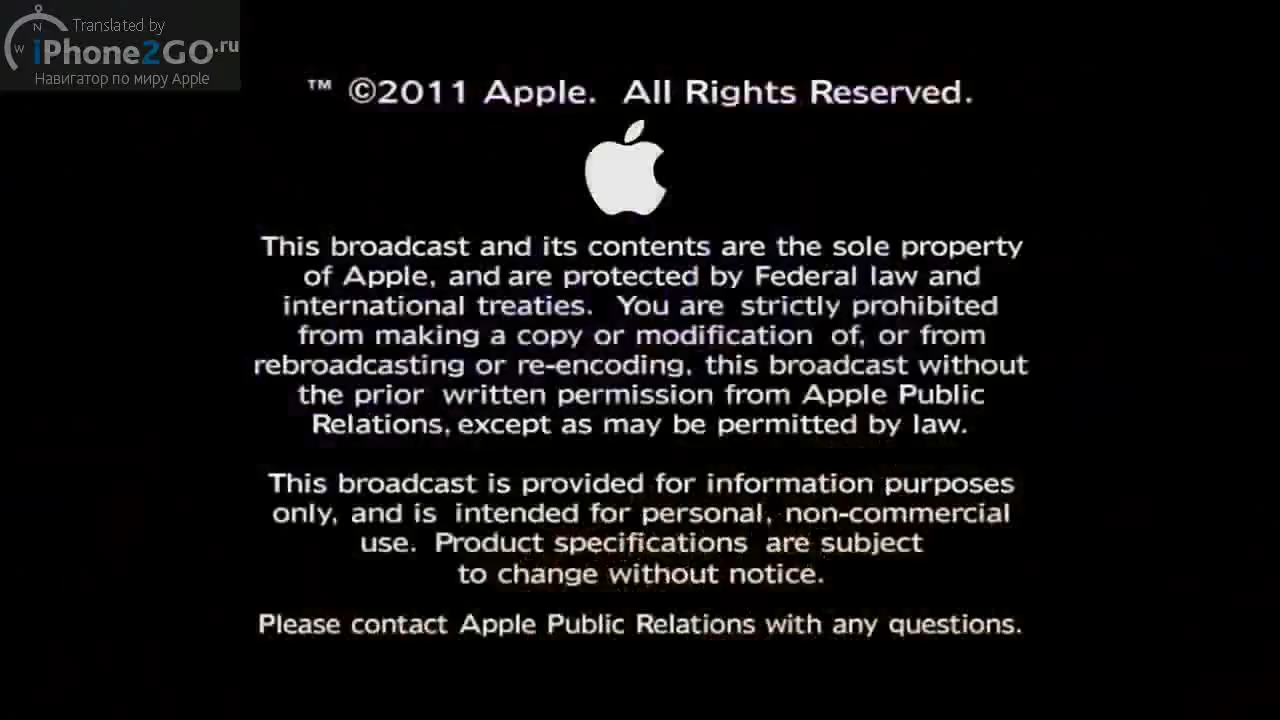 N
W
Translated by
iPhone2GO.ru
Навигатор по миру Apple
™ ©2011 Apple. All Rights Reserved.
This broadcast and its contents are the sole property
of Apple, and are protected by Federal law and
international treaties. You are strictly prohibited
from making a copy or modification of, or from
rebroadcasting or re-encoding, this broadcast without
the prior written permission from Apple Public
Relations, except as may be permitted by law.
This broadcast is provided for information purposes
only, and is intended for personal, non-commercial
use. Product specifications are subject
to change without notice.
Please contact Apple Public Relations with any questions.